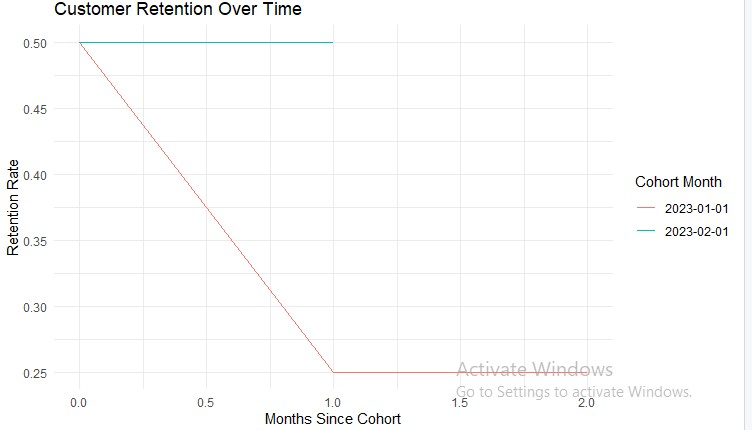 Customer Retention Over Time
0.50
0.45
0.40
0.35
0.30
0.25
Retention Rate
0.0 0.5 1.0 1.5 2.0
Months Since Cohort
Cohort Month
2023-01-01
2023-02-01
Activate Windows
Go to Settings to activate Windows.